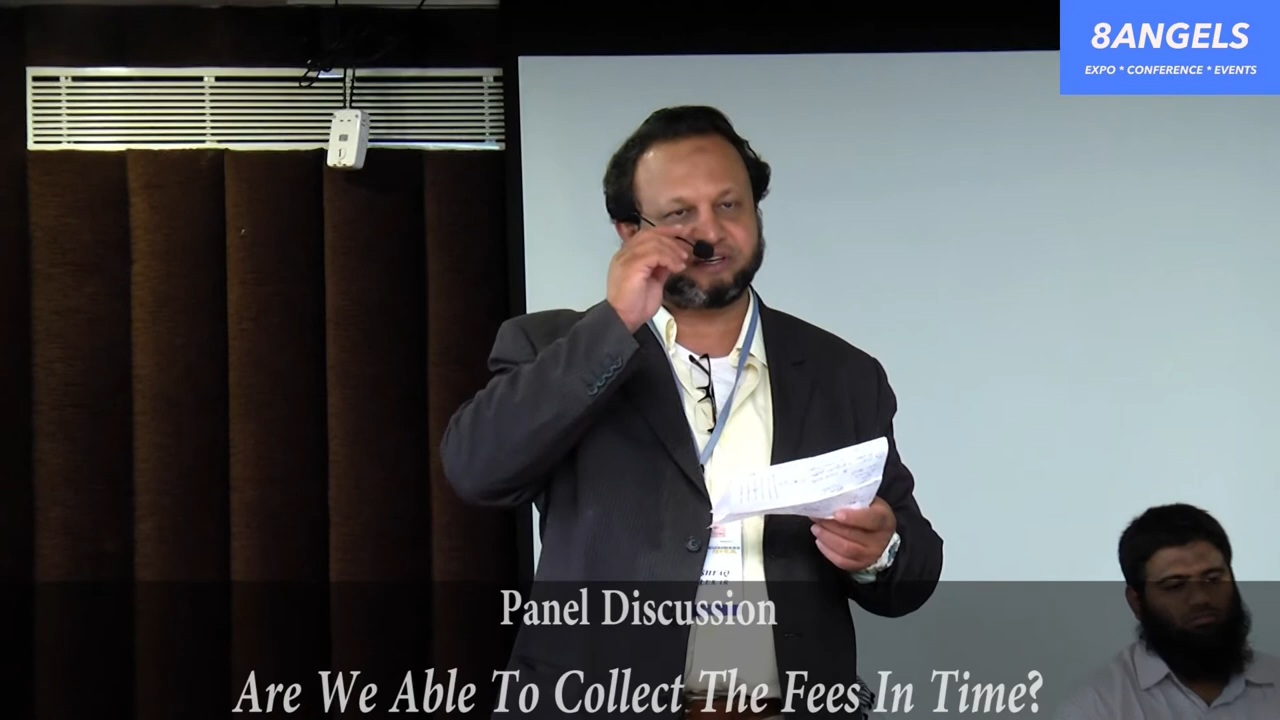 8ANGELS
EXPO * CONFERENCE * EVENTS
Panel Discussion
Are We Able To Collect The Fees In Time?